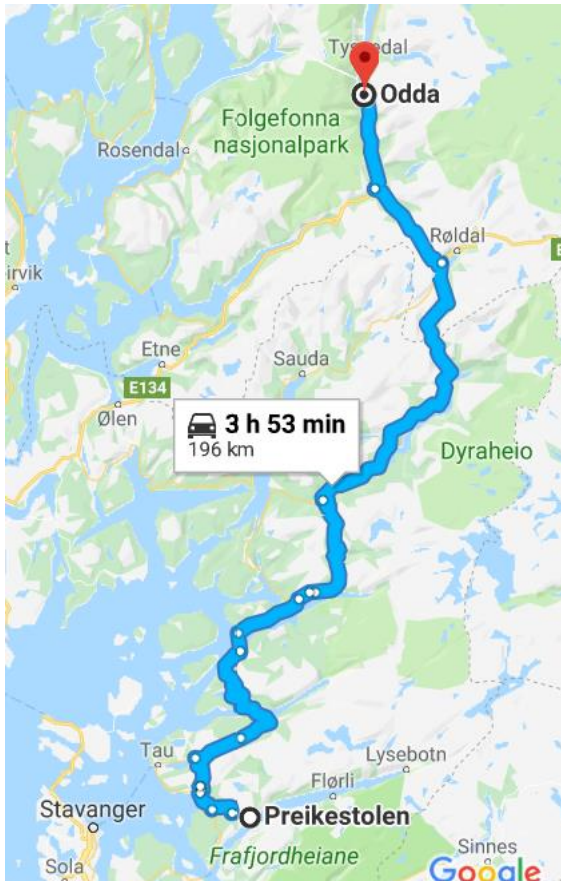 Tyssedal
Odda
Folgefonna
nasjonalpark
Rosendal
Røldal
E
irvik
Etne
Sauda
E134
Ølen
3 h 53 min
196 km
Dyraheio
Tau
Lysebotn
Flørli
Stavanger
Preikestolen
Frafjordheiane
Sinnes
Sola
Google